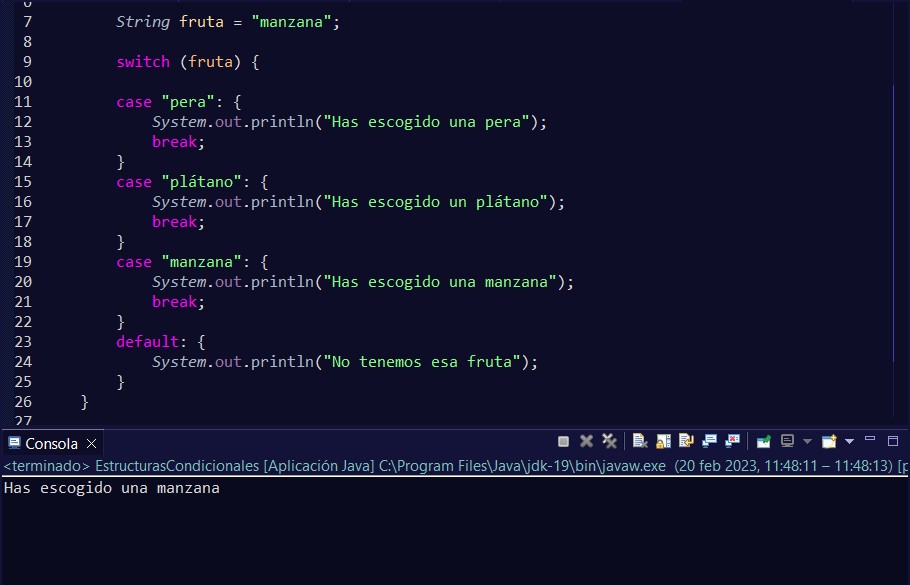 7 String fruta = "manzana";
8
9 switch (fruta) {
10
11 case "pera": {
12 System.out.println("Has escogido una pera");
13 break;
14 }
15 case "plátano": {
16 System.out.println("Has escogido un plátano");
17 break;
18 }
19 case "manzana": {
20 System.out.println("Has escogido una manzana");
21 break;
22 }
23 default: {
24 System.out.println("No tenemos esa fruta");
25 }
26 }
27
Consola
<terminado> EstructurasCondicionales [Aplicación Java] C:\Program Files\Java\jdk-19\bin\javaw.exe (20 feb 2023, 11:48:11 – 11:48:13) [p
Has escogido una manzana